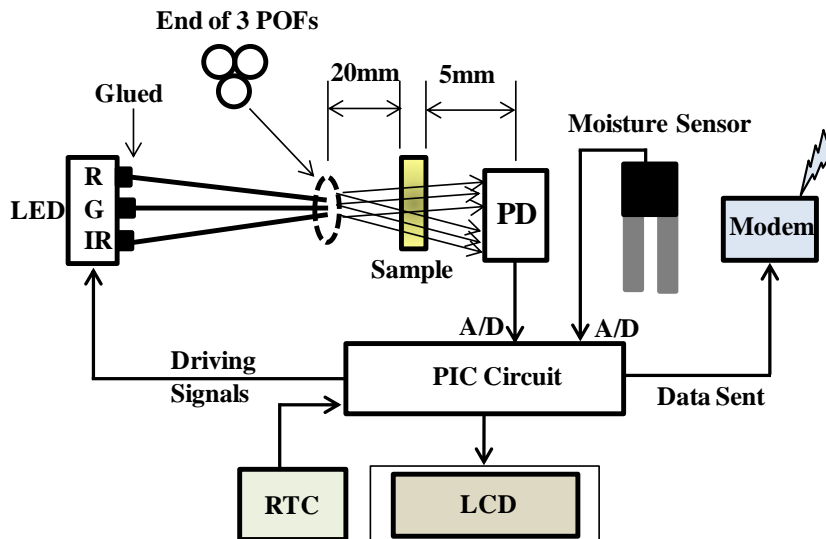 End of 3 POFs
20mm
5mm
Glued
Moisture Sensor
LED
R
G
IR
PD
Modem
Sample
A/D
A/D
Driving
Signals
PIC Circuit
Data Sent
RTC
LCD